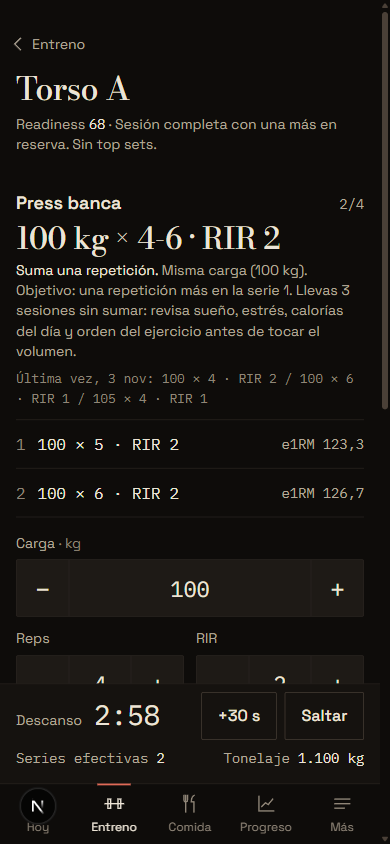 Entreno
Torso A
Readiness 68 · Sesión completa con una más en
reserva. Sin top sets.
Press banca 2/4
100 kg × 4-6 · RIR 2
Suma una repetición. Misma carga (100 kg).
Objetivo: una repetición más en la serie 1. Llevas 3
sesiones sin sumar: revisa sueño, estrés, calorías
del día y orden del ejercicio antes de tocar el
volumen.
Última vez, 3 nov: 100 × 4 · RIR 2 / 100 × 6
· RIR 1 / 105 × 4 · RIR 1
1 100 × 5 · RIR 2 e1RM 123,3
2 100 × 6 · RIR 2 e1RM 126,7
Carga · kg
− 100 +
Reps RIR
Descanso 2:58 +30 s Saltar
Series efectivas 2 Tonelaje 1.100 kg
N
Hoy Entreno Comida Progreso Más